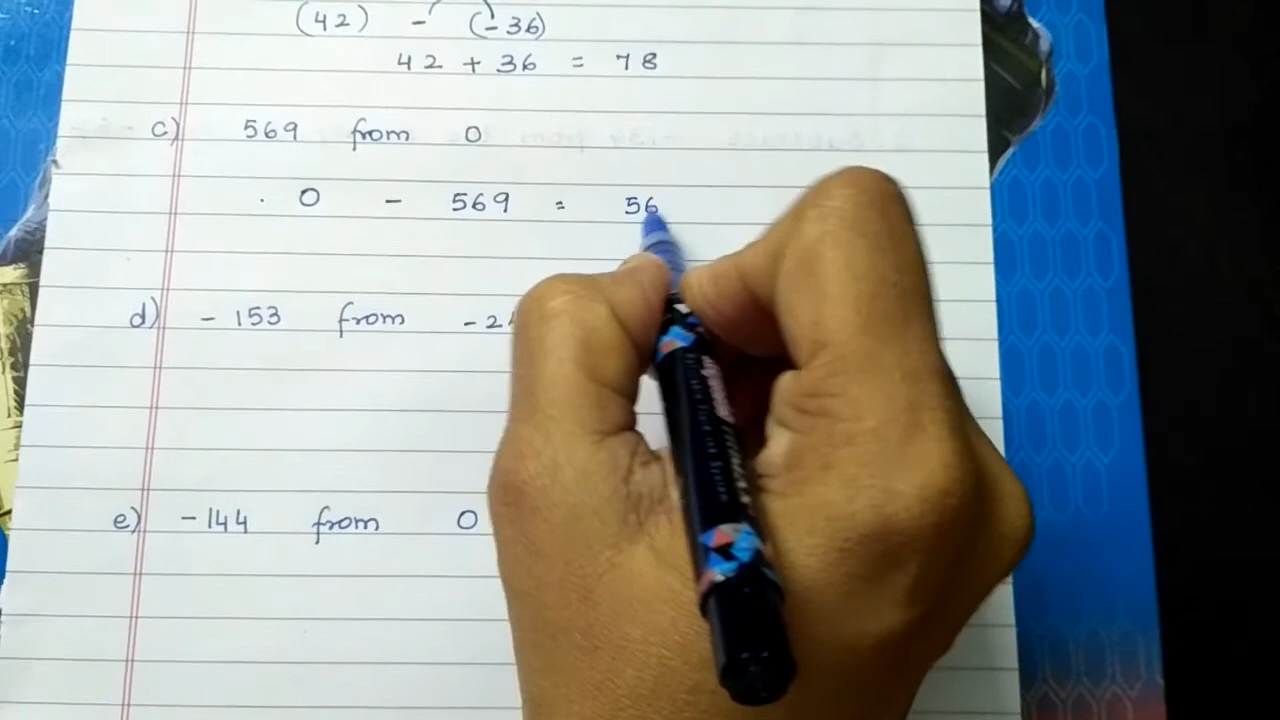 (42) - (-36)
42 + 36 = 78
c) 569 from 0
. 0 - 569 = 56
d) -153 from
e) -144 from 0